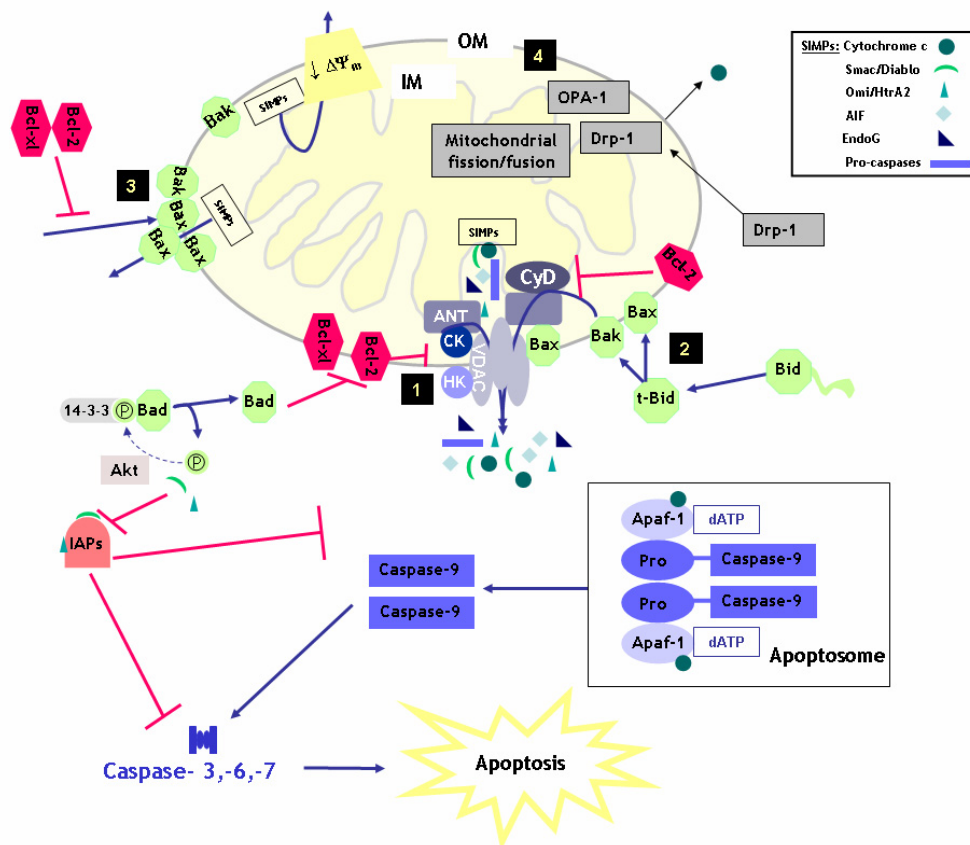 OM
4
SIMPs: Cytochrome c
Smac/Diablo
Omi/HtrA2
AIF
EndoG
Pro-caspases
↓ ΔΨm
IM
SIMPs
Bak
OPA-1
Mitochondrial
fission/fusion
Drp-1
Drp-1
Bcl-xl
Bcl-2
3
Bak
Bax
Bax
Bax
SIMPs
SIMPs
CyD
Bcl-2
ANT
CK
HK
VDAC
Bax
Bak
Bax
2
t-Bid
Bid
Bcl-xl
Bcl-2
1
14-3-3
P
Bad
Bad
P
Akt
IAPs
Caspase-9
Caspase-9
Apaf-1
dATP
Pro
Caspase-9
Pro
Caspase-9
Apaf-1
dATP
Apoptosome
Caspase- 3,-6,-7
Apoptosis